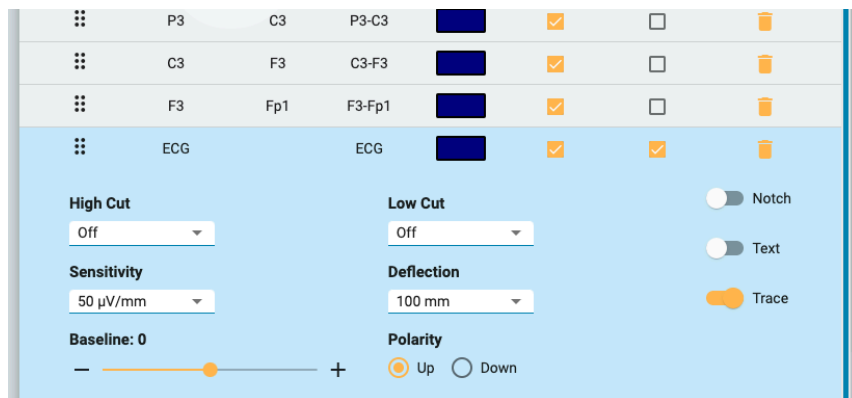 P3 C3 P3-C3
C3 F3 C3-F3
F3 Fp1 F3-Fp1
ECG ECG
High Cut Low Cut Notch
Off Off
Text
Sensitivity Deflection
50 µV/mm 100 mm Trace
Baseline: 0 Polarity
− + Up Down